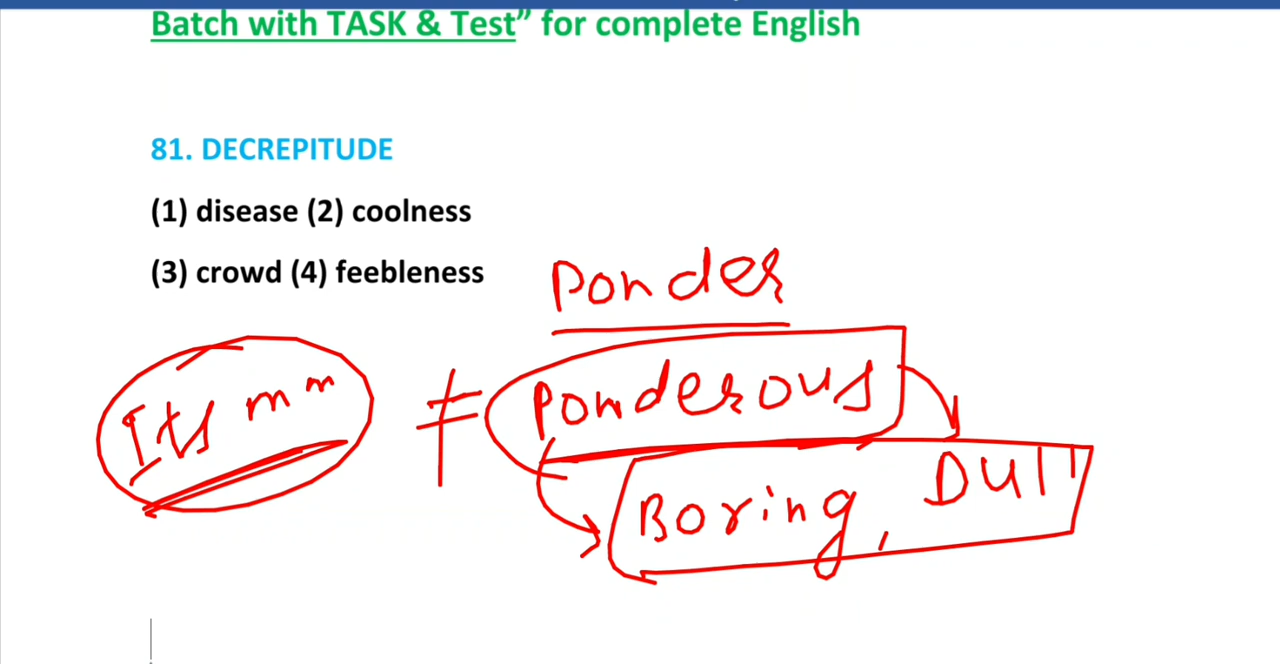 Batch with TASK & Test” for complete English
81. DECREPITUDE
(1) disease (2) coolness
(3) crowd (4) feebleness
Ponder
Its mm ≠ Ponderous
Boring, Dull